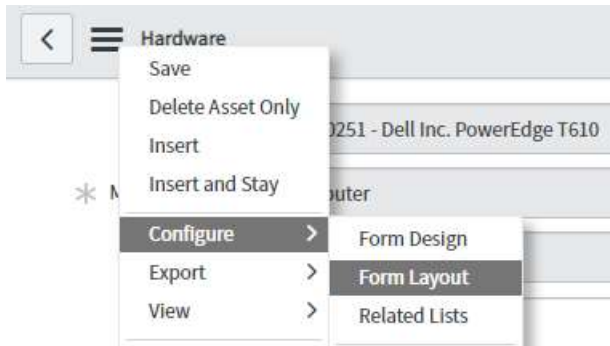 Hardware
Save
Delete Asset Only
0251 - Dell Inc. PowerEdge T610
Insert
Insert and Stay
Configure
Form Design
Export
Form Layout
View
Related Lists